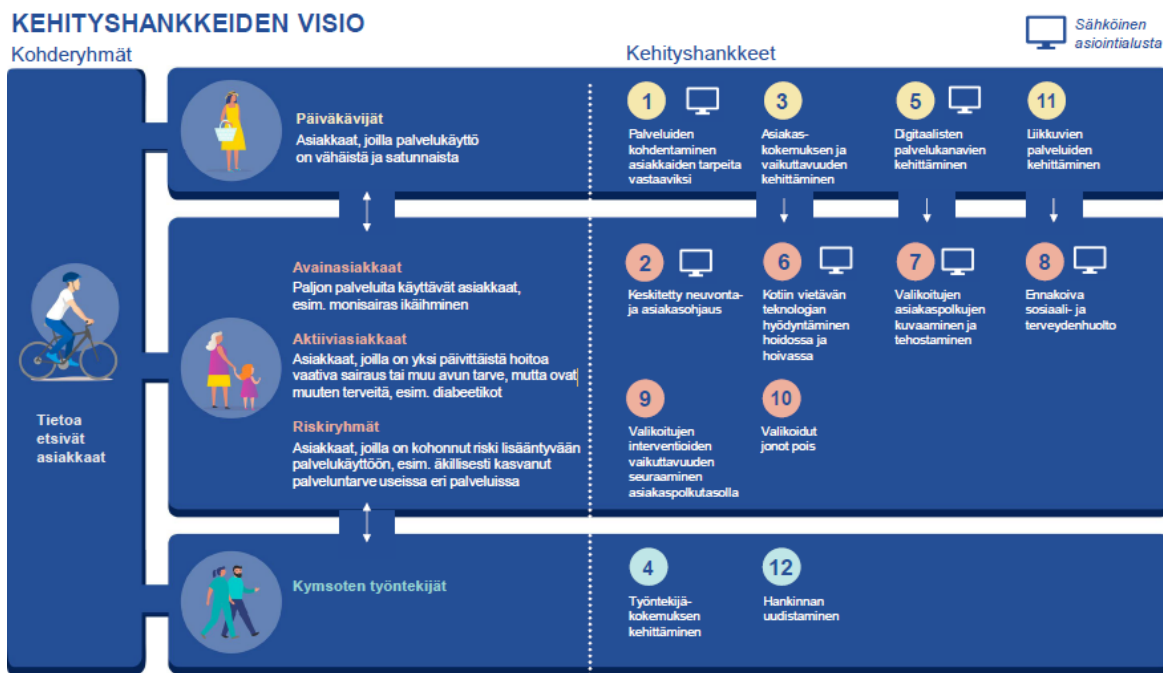 KEHITYSHANKKEIDEN VISIO
Sähköinen
asiointialusta
Kohderyhmät
Kehityshankkeet
Tietoa
etsivät
asiakkaat
Päiväkävijät
Asiakkaat, joilla palvelukäyttö
on vähäistä ja satunnaista
1
Palveluiden
kohdentaminen
asiakkaiden tarpeita
vastaaviksi
3
Asiakas-
kokemuksen ja
vaikuttavuuden
kehittäminen
5
Digitaalisten
palvelukanavien
kehittäminen
11
Liikkuvien
palveluiden
kehittäminen
Avainasiakkaat
Paljon palveluita käyttävät asiakkaat,
esim. monisairas ikäihminen
Aktiiviasiakkaat
Asiakkaat, joilla on yksi päivittäistä hoitoa
vaativa sairaus tai muu avun tarve, mutta ovat
muuten terveitä, esim. diabeetikot
Riskiryhmät
Asiakkaat, joilla on kohonnut riski lisääntyvään
palvelukäyttöön, esim. äkillisesti kasvanut
palveluntarve useissa eri palveluissa
2
Keskitetty neuvonta-
ja asiakasohjaus
6
Kotiin vietävän
teknologian
hyödyntäminen
hoidossa ja
hoivassa
7
Valikoitujen
asiakaspolkujen
kuvaaminen ja
tehostaminen
8
Ennakoiva
sosiaali- ja
terveydenhuolto
9
Valikoitujen
interventioiden
vaikuttavuuden
seuraaminen
asiakaspolkutasolla
10
Valikoidut
jonot pois
Kymsoten työntekijät
4
Työntekijä-
kokemuksen
kehittäminen
12
Hankinnan
uudistaminen